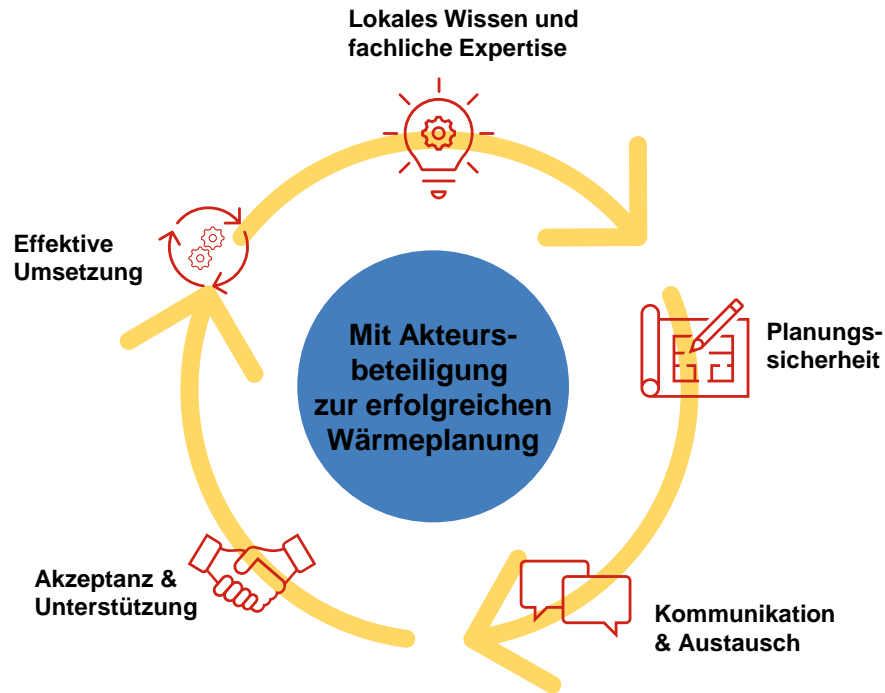 Lokales Wissen und
fachliche Expertise
Effektive
Umsetzung
Mit Akteurs-
beteiligung
zur erfolgreichen
Wärmeplanung
Planungs-
sicherheit
Akzeptanz &
Unterstützung
Kommunikation
& Austausch